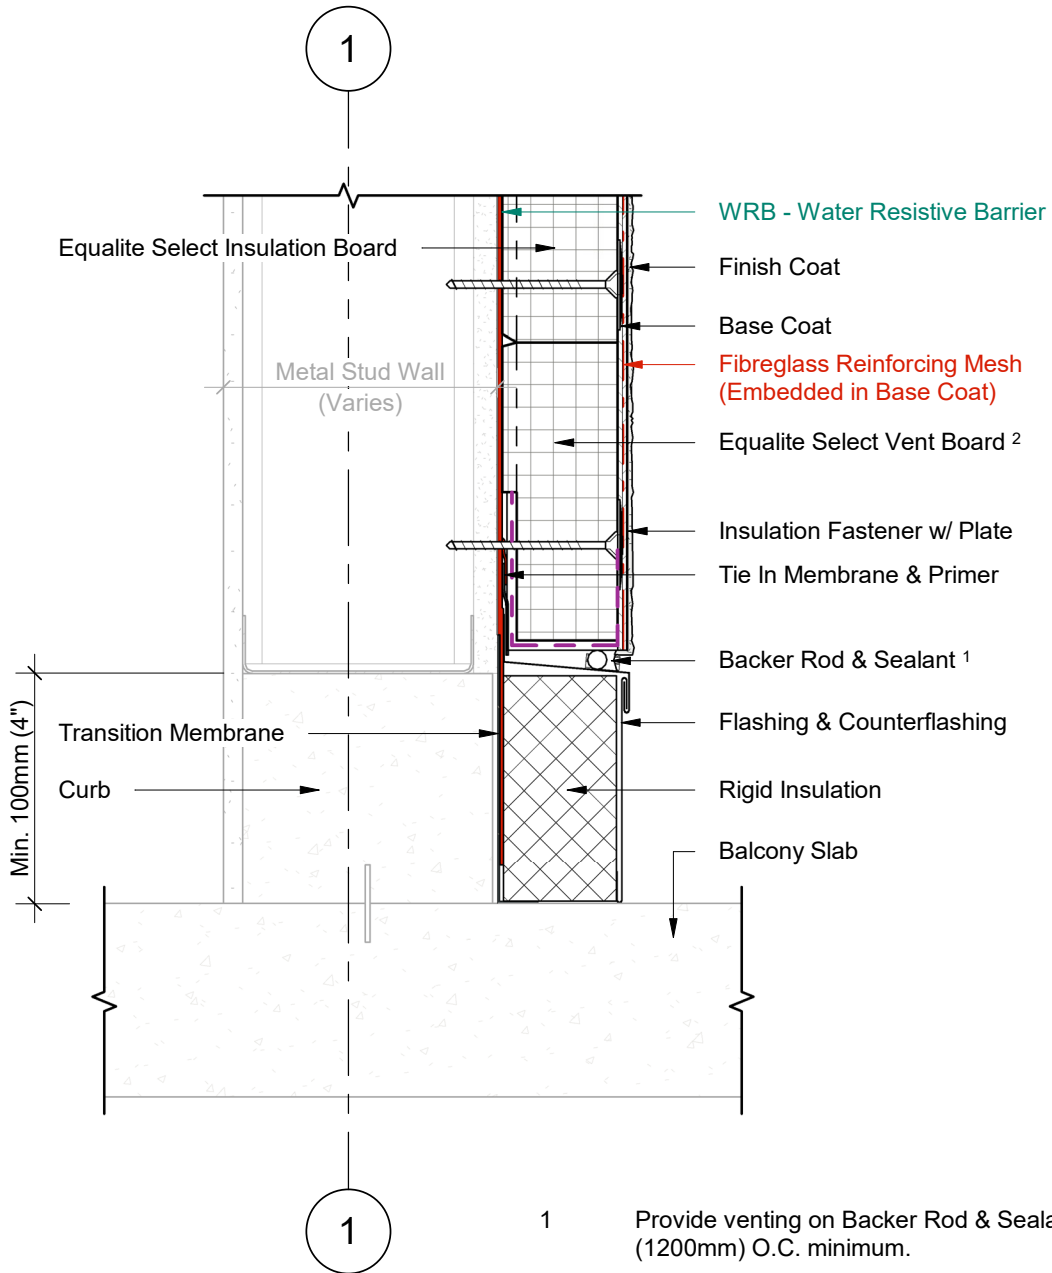 1
WRB - Water Resistive Barrier
Equalite Select Insulation Board
Finish Coat
Base Coat
Metal Stud Wall
(Varies)
Fibreglass Reinforcing Mesh
(Embedded in Base Coat)
Equalite Select Vent Board 2
Insulation Fastener w/ Plate
Tie In Membrane & Primer
Backer Rod & Sealant 1
Min. 100mm (4")
Transition Membrane
Flashing & Counterflashing
Curb
Rigid Insulation
Balcony Slab
1
1 Provide venting on Backer Rod &
(1200mm) O.C. minimum.